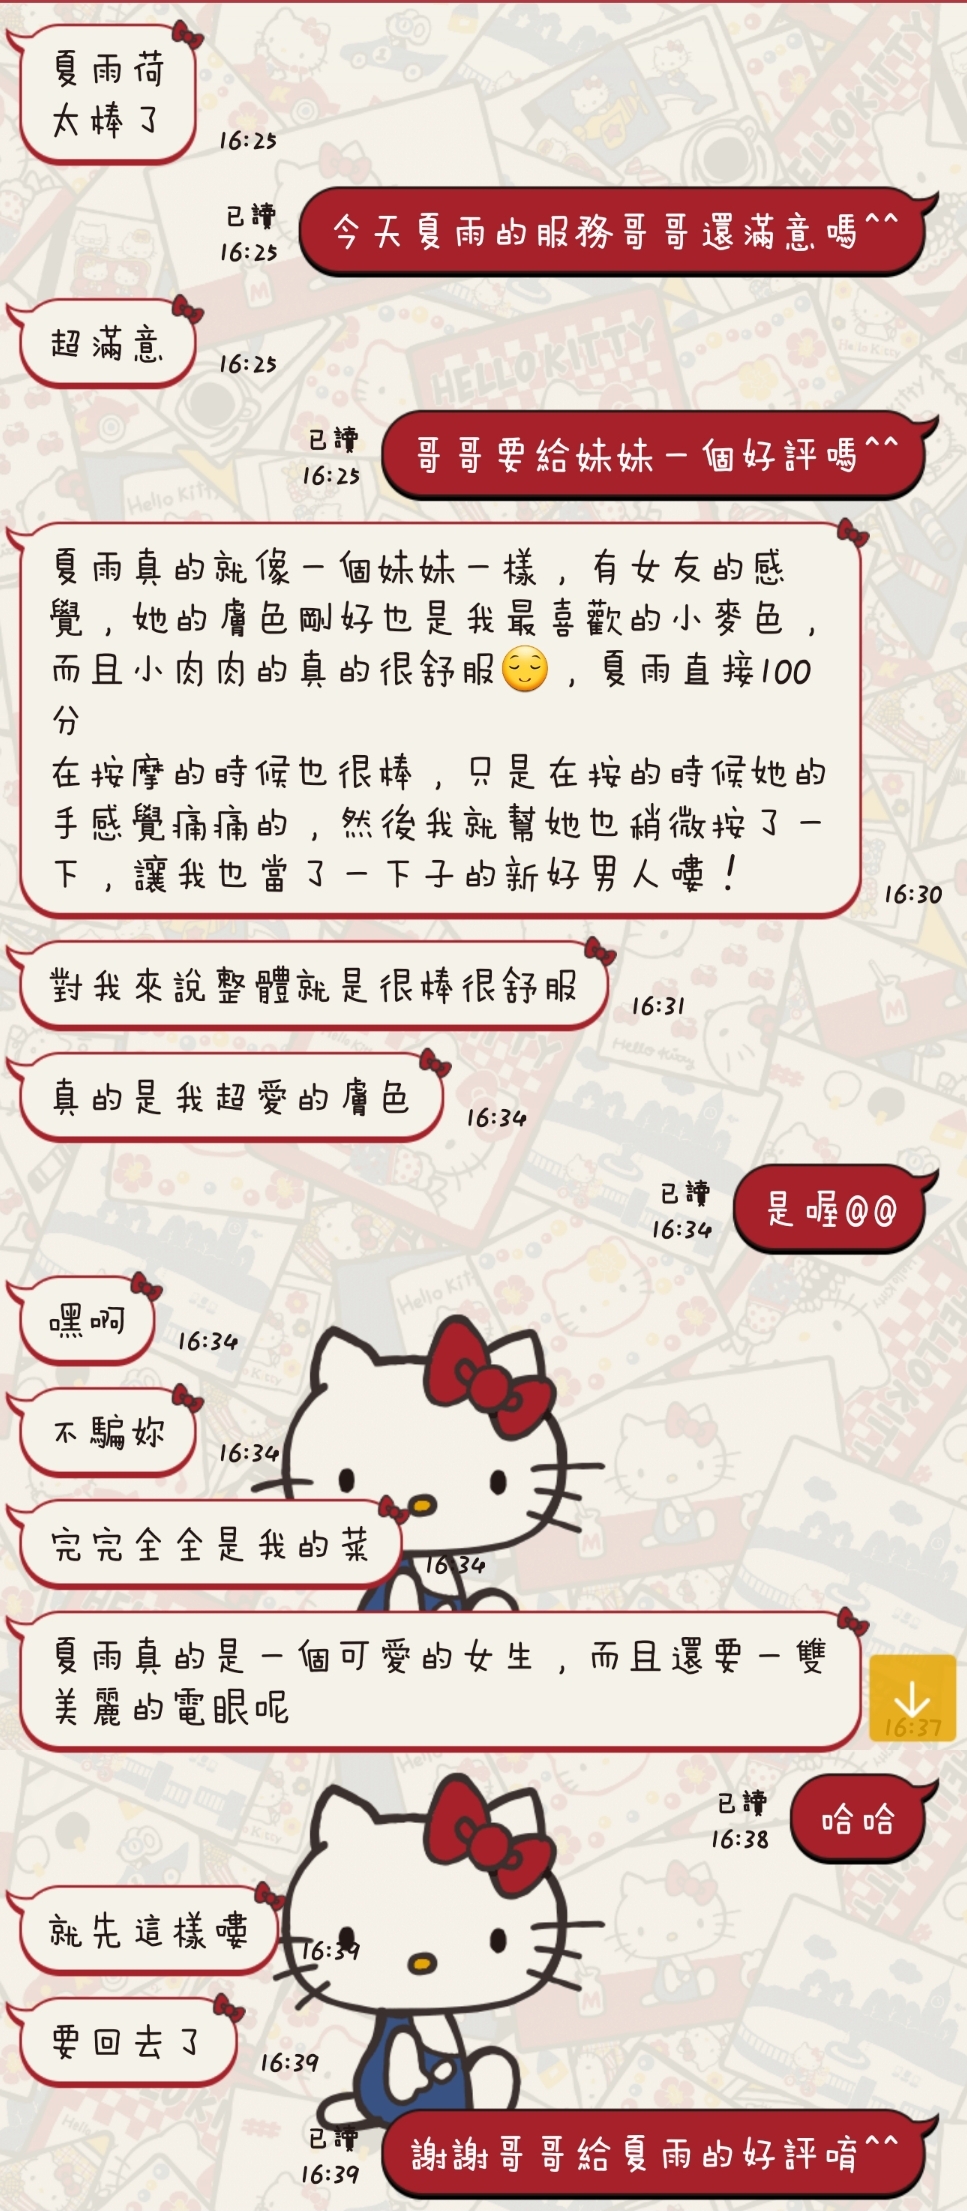 夏雨荷
太棒了
16:25
已讀
16:25
今天夏雨的服務哥哥還滿意嗎^^
超滿意
16:25
已讀
16:25
哥哥要給妹妹一個好評嗎^^
夏雨真的就像一個妹妹一樣，有女友的感
覺，她的膚色剛好也是我最喜歡的小麥色，
而且小肉肉的真的很舒服😌，夏雨直接100
分
在按摩的時候也很棒，只是在按的時候她的
手感覺痛痛的，然後我就幫她也稍微按了一
下，讓我也當了一下子的新好男人嘍！
16:30
對我來說整體就是很棒很舒服
16:31
真的是我超愛的膚色
16:34
已讀
16:34
是喔@@
嘿啊
16:34
不騙妳
16:34
完完全全是我的菜
16:34
夏雨真的是一個可愛的女生，而且還要一雙
美麗的電眼呢
16:37
已讀
16:38
哈哈
就先這樣嘍
16:39
要回去了
16:39
已讀
16:39
謝謝哥哥給夏雨的好評唷^^
HELLO KITTY
Hello Kitty